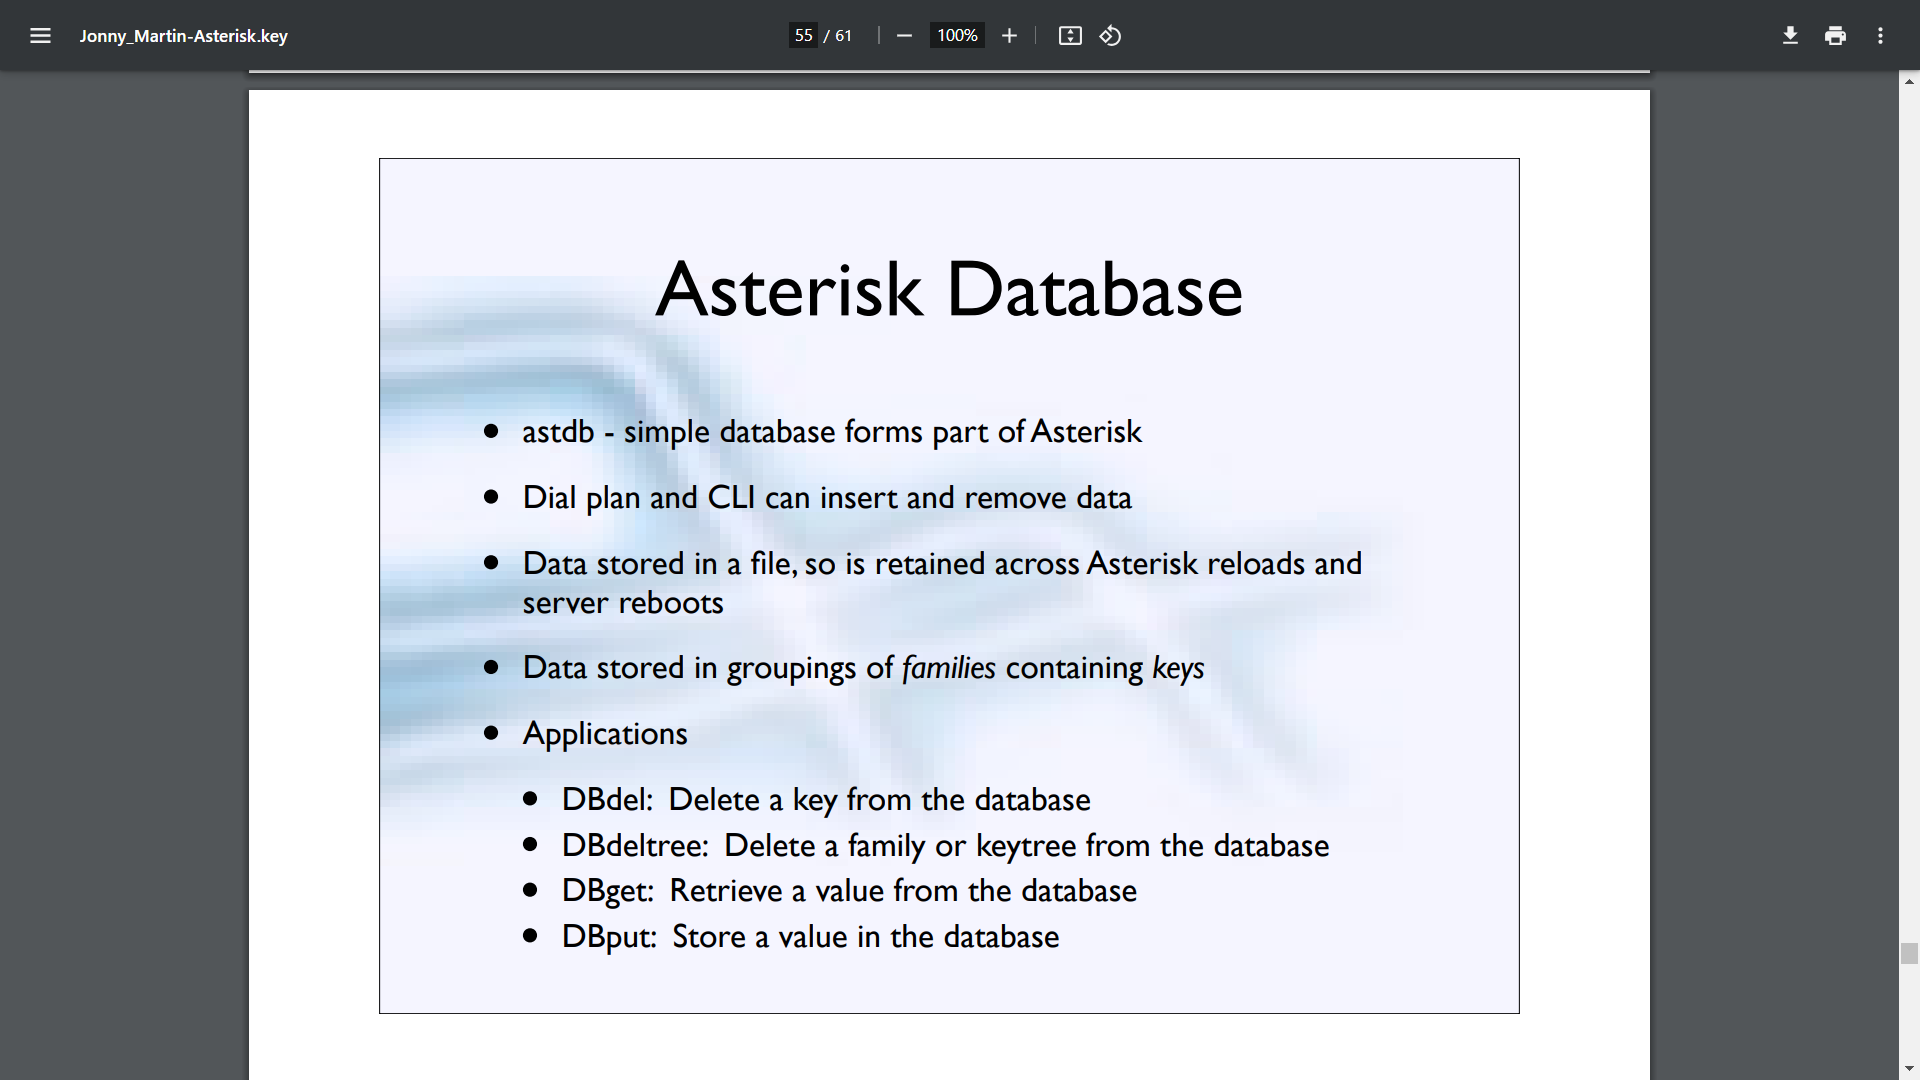 Jonny_Martin-Asterisk.key
55 / 61
100%
Asterisk Database
astdb - simple database forms part of Asterisk
Dial plan and CLI can insert and remove data
Data stored in a file, so is retained across Asterisk reloads and
server reboots
Data stored in groupings of families containing keys
Applications
DBdel: Delete a key from the database
DBdeltree: Delete a family or keytree from the database
DBget: Retrieve a value from the database
DBput: Store a value in the database